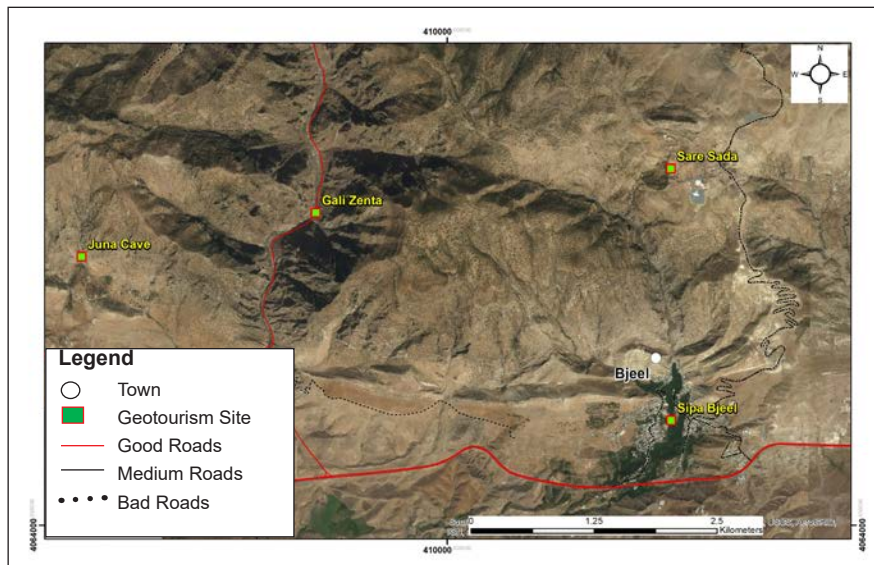 410000
N
W E
S
Sare Sada
Gali Zenta
Juna Cave
Bjeel
Sipa Bjeel
Legend
Town
Geotourism Site
Good Roads
Medium Roads
Bad Roads
0 1.25 2.5
Kilometers
4064000
4064000
410000